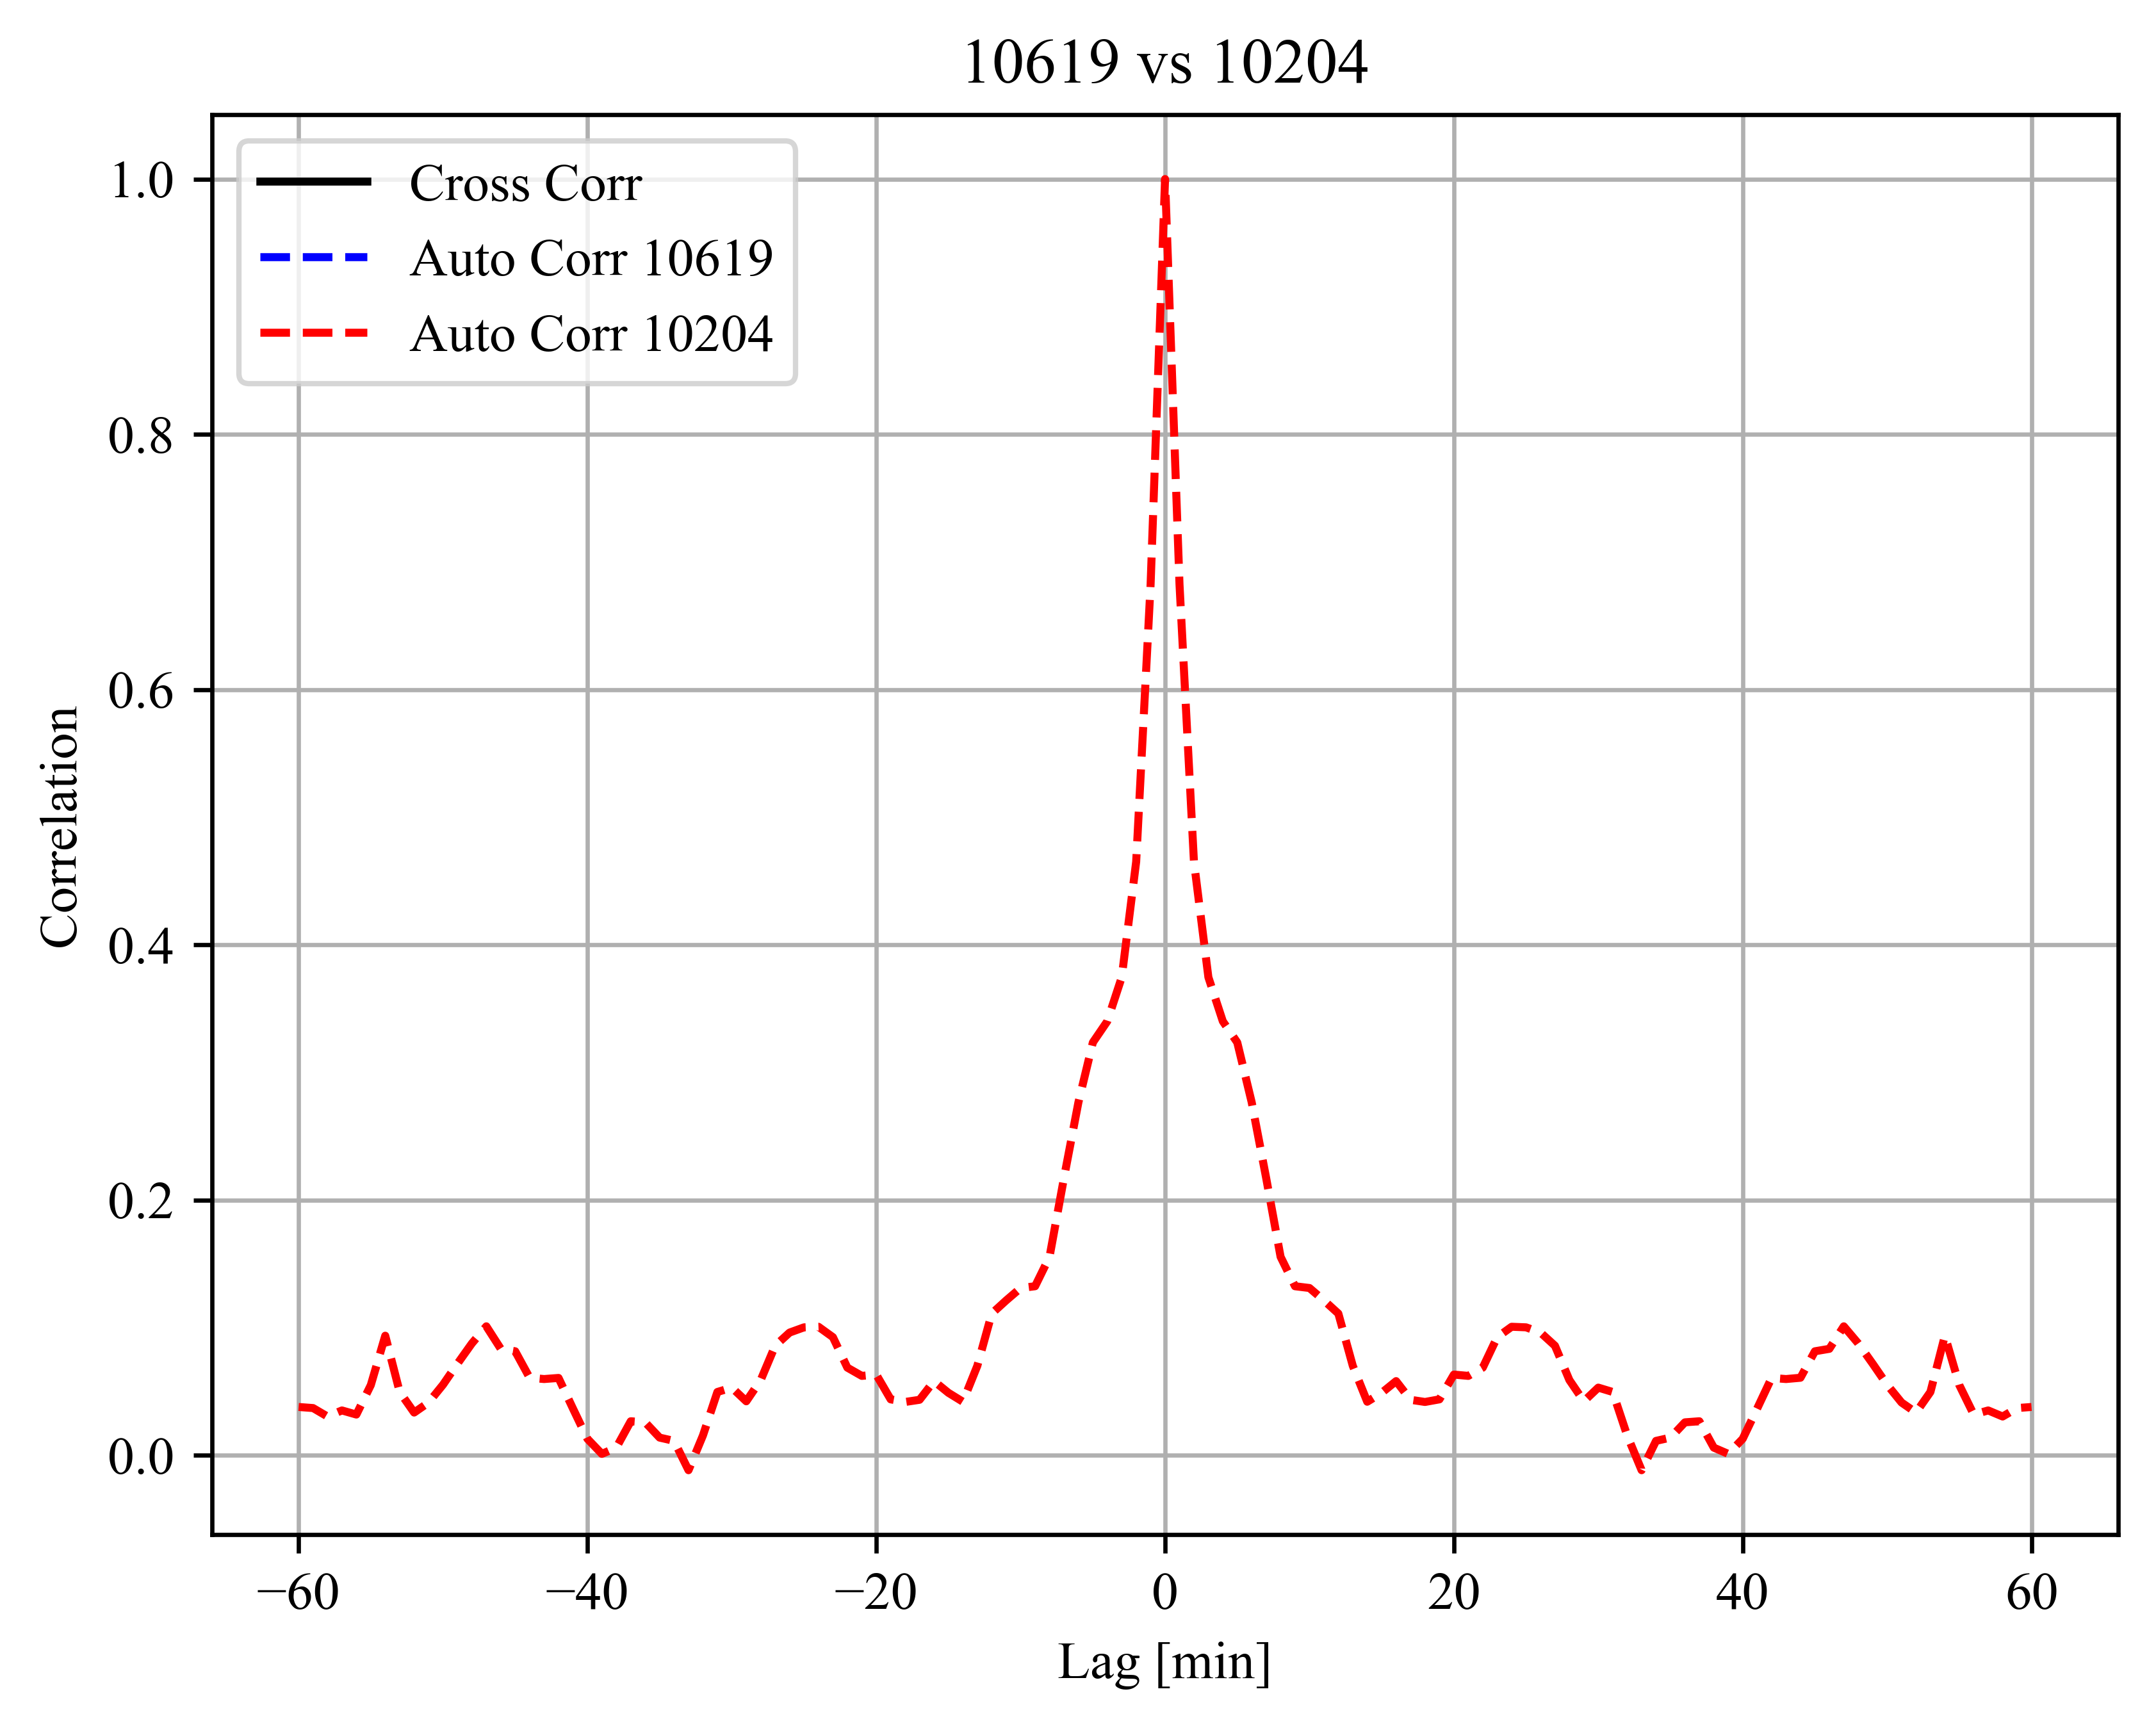 10619 vs 10204
Cross Corr
Auto Corr 10619
Auto Corr 10204
1.0
0.8
0.6
0.4
0.2
0.0
Correlation
−60 −40 −20 0 20 40 60
Lag [min]